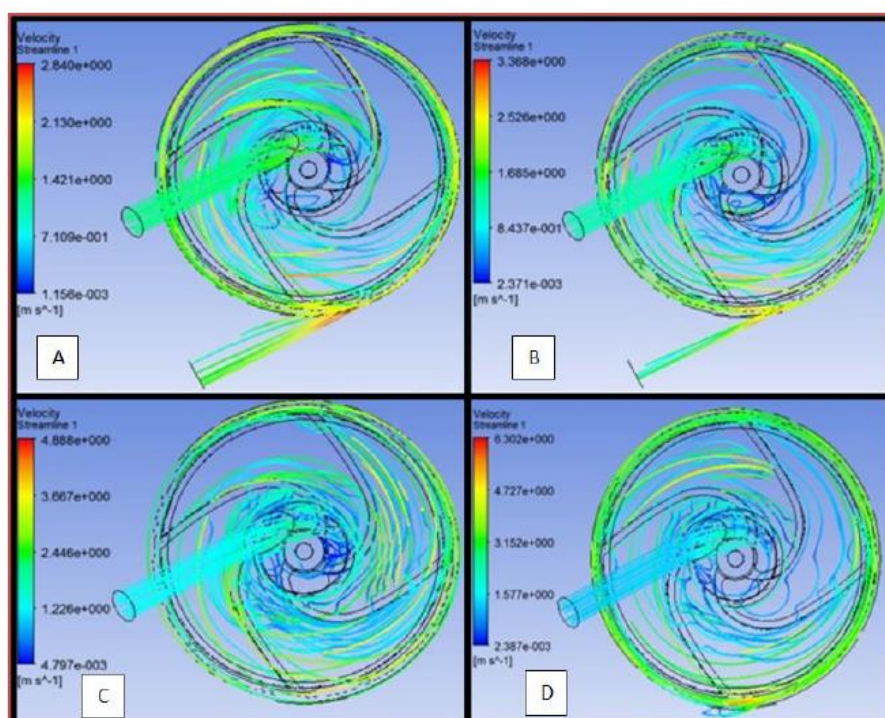 Velocity
Streamline 1
2.840e+000
2.130e+000
1.421e+000
7.109e-001
1.156e-003
[m s^-1]
A
Velocity
Streamline 1
3.368e+000
2.526e+000
1.685e+000
8.437e-001
2.371e-003
[m s^-1]
B
Velocity
Streamline 1
4.888e+000
3.667e+000
2.446e+000
1.226e+000
4.797e-003
[m s^-1]
C
Velocity
Streamline 1
6.302e+000
4.727e+000
3.152e+000
1.577e+000
2.387e-003
[m s^-1]
D